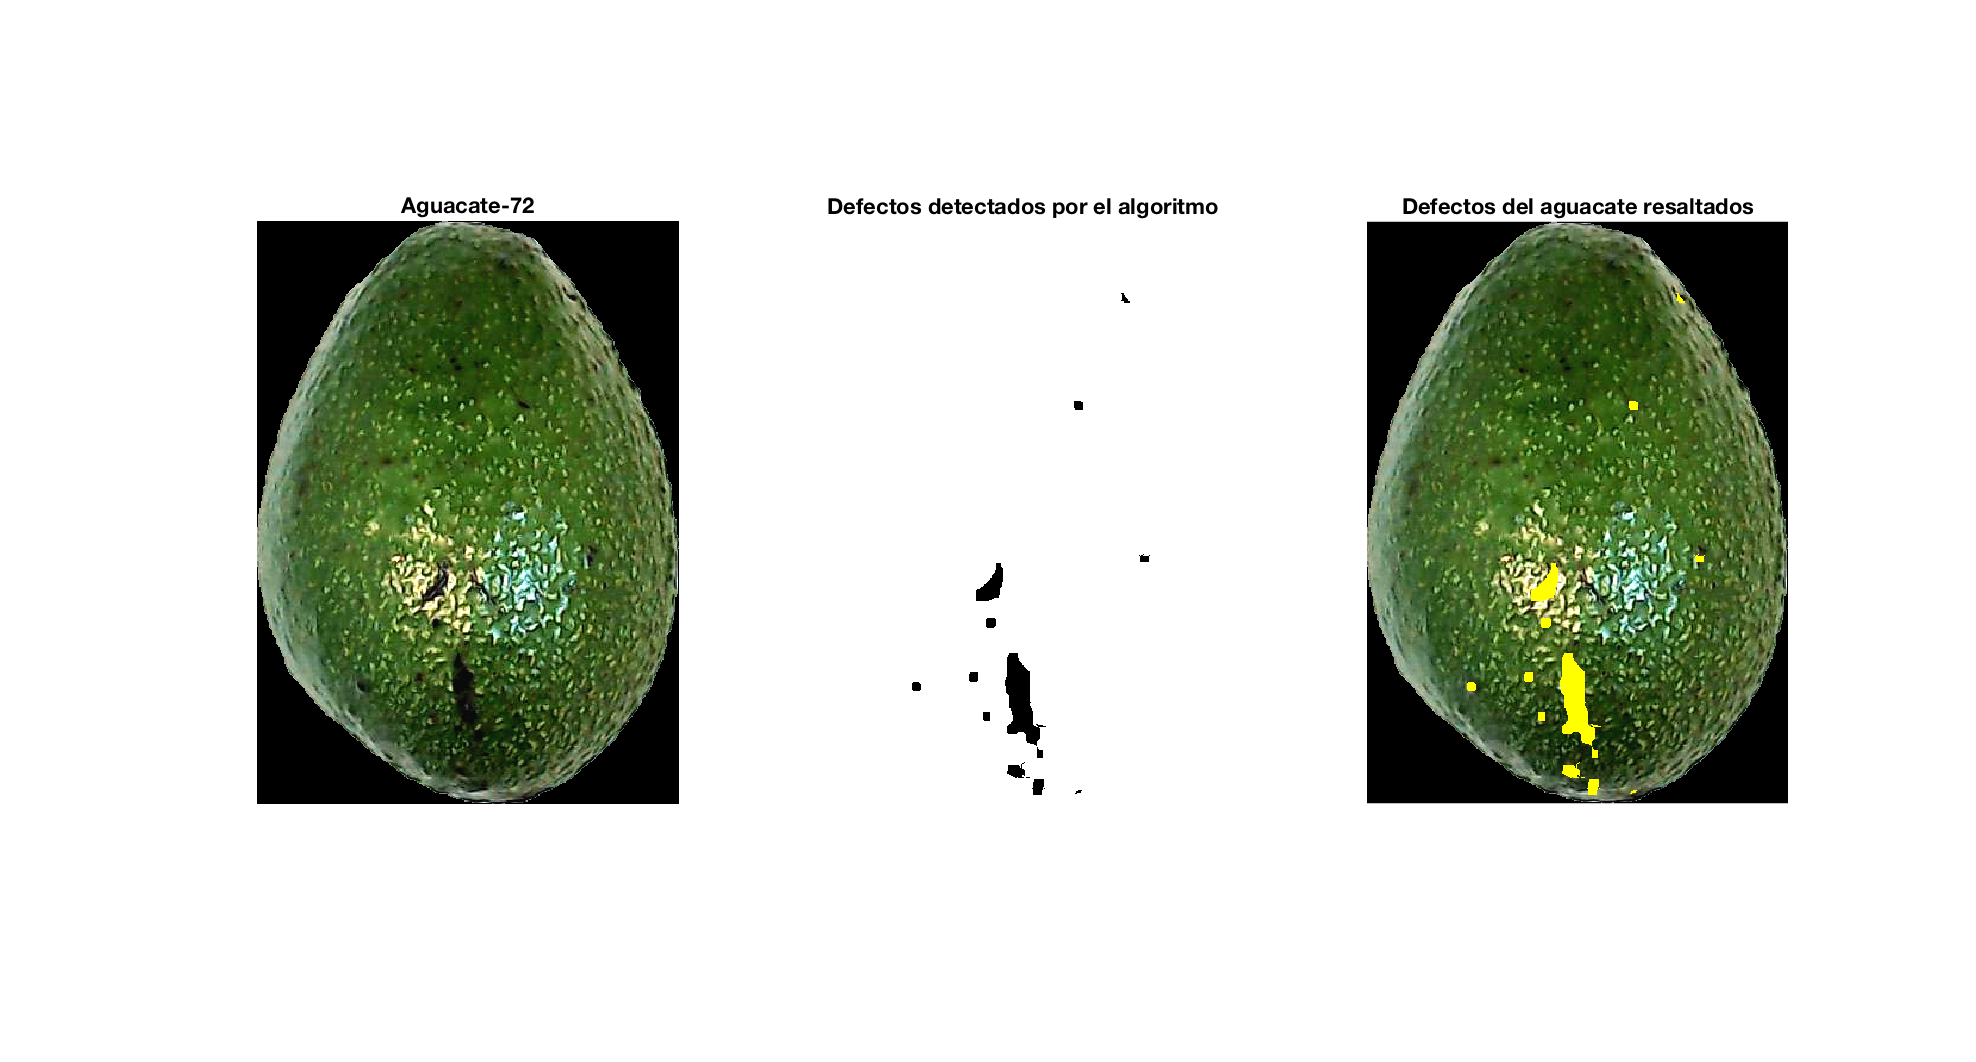 Aguacate-72
Defectos detectados por el algoritmo
Defectos del aguacate resaltados